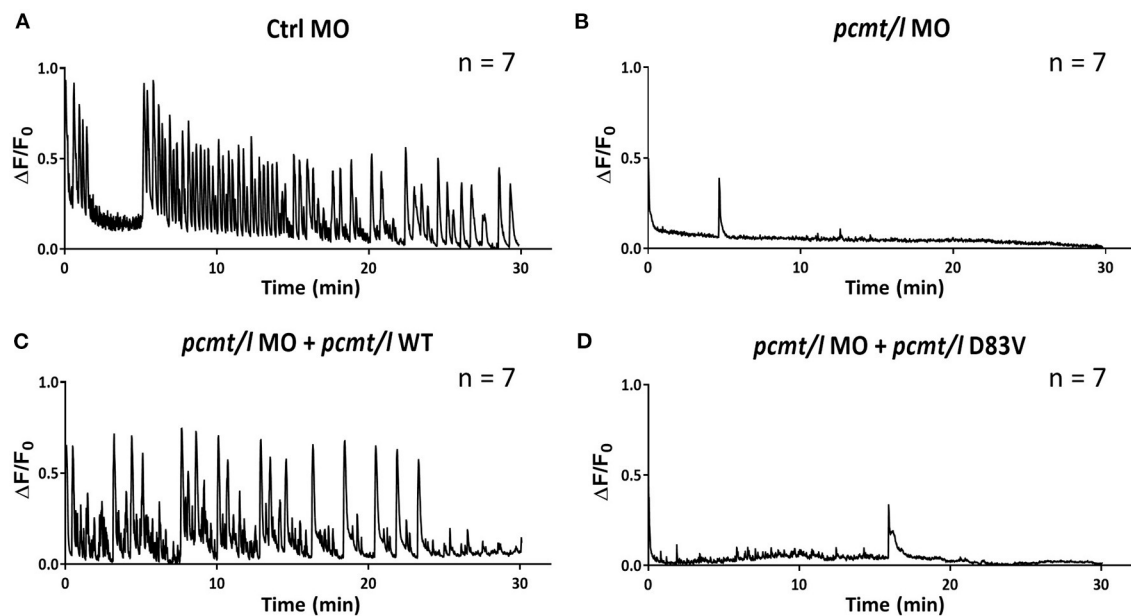 A
Ctrl MO
n = 7
1.0
0.5
0.0
ΔF/F0
0 10 20 30
Time (min)
B
pcmt/l MO
n = 7
1.0
0.5
0.0
ΔF/F0
0 10 20 30
Time (min)
C
pcmt/l MO + pcmt/l WT
n = 7
1.0
0.5
0.0
ΔF/F0
0 10 20 30
Time (min)
D
pcmt/l MO + pcmt/l D83V
n = 7
1.0
0.5
0.0
ΔF/F0
0 10 20 30
Time (min)